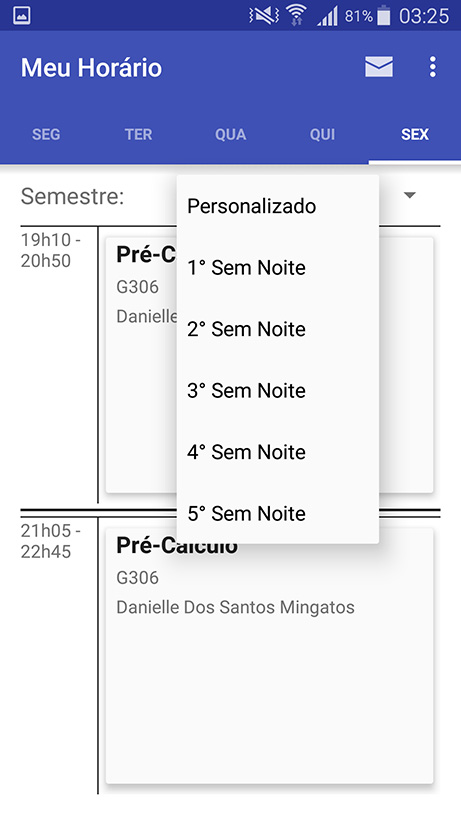 81% 03:25
Meu Horário
SEG TER QUA QUI SEX
Semestre:
Personalizado
1° Sem Noite
2° Sem Noite
3° Sem Noite
4° Sem Noite
5° Sem Noite
19h10 -
20h50
Pré-C
G306
Danielle
21h05 -
22h45
Pré-Cálculo
G306
Danielle Dos Santos Mingatos